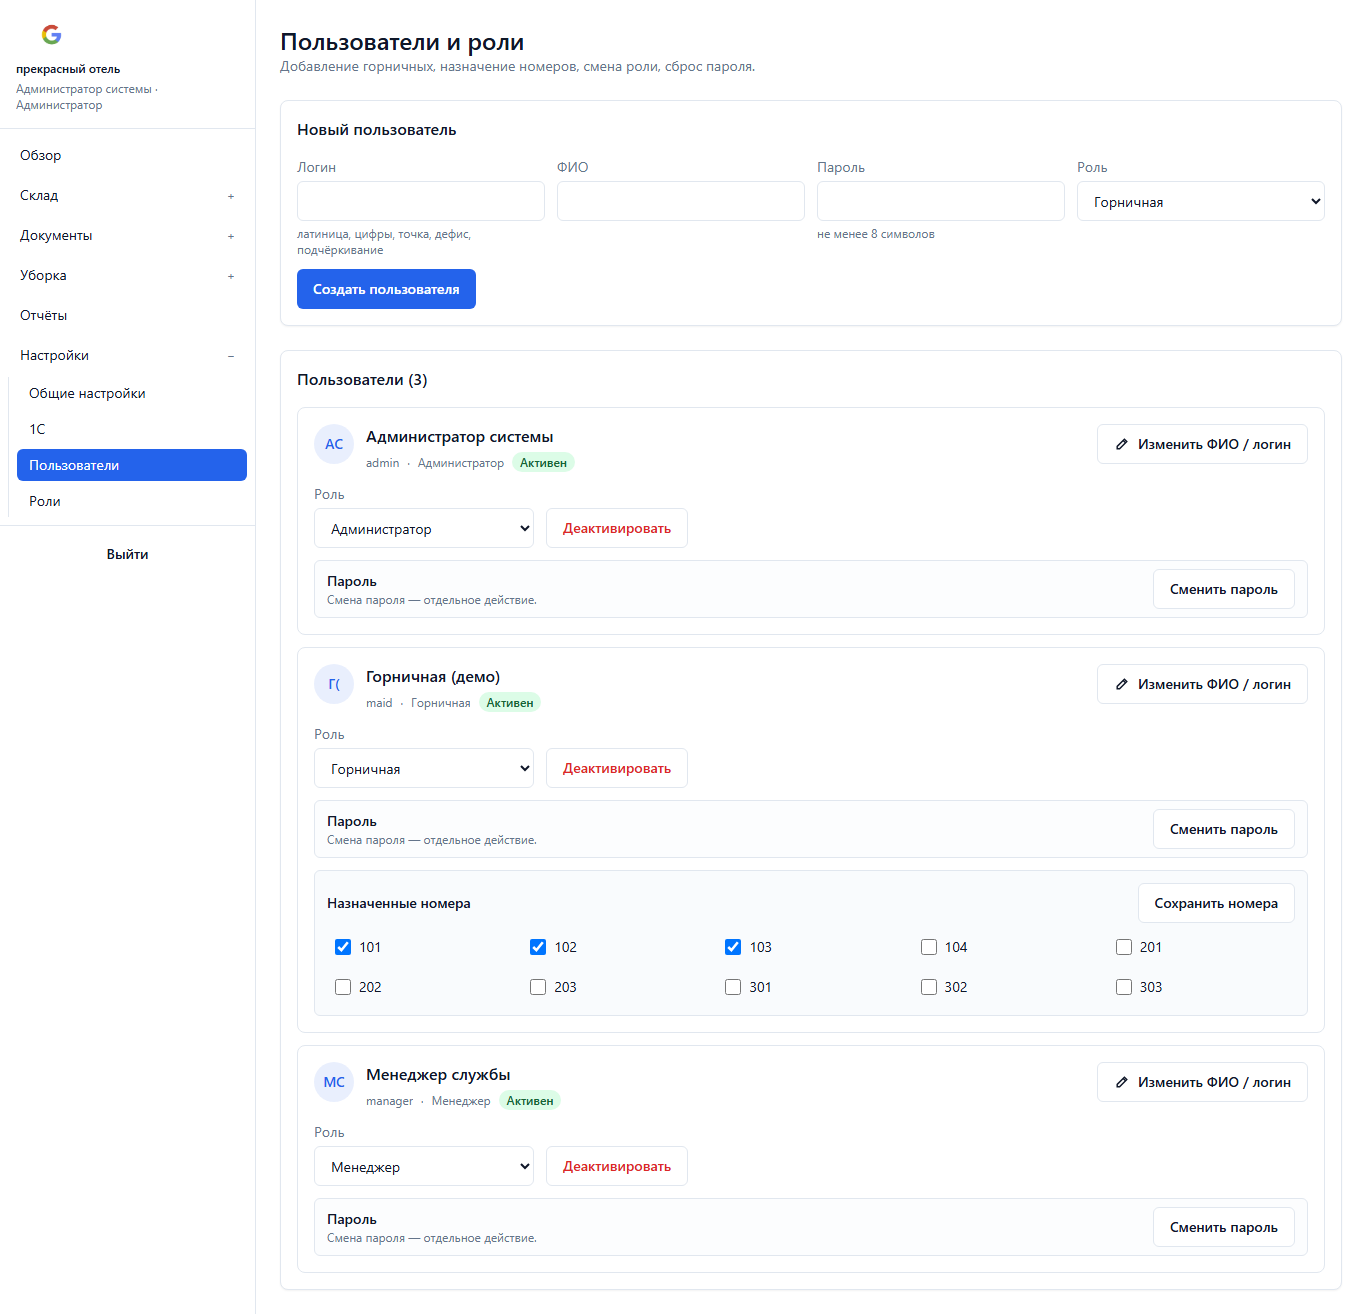 прекрасный отель
Администратор системы ·
Администратор
Обзор
Склад +
Документы +
Уборка +
Отчёты
Настройки −
Общие настройки
1С
Пользователи
Роли
Выйти
Пользователи и роли
Добавление горничных, назначение номеров, смена роли, сброс пароля.
Новый пользователь
Логин ФИО Пароль Роль
Горничная
латиница, цифры, точка, дефис, не менее 8 символов
подчёркивание
Создать пользователя
Пользователи (3)
АС Администратор системы Изменить ФИО / логин
admin · Администратор Активен
Роль
Администратор Деактивировать
Пароль Сменить пароль
Смена пароля — отдельное действие.
Г( Горничная (демо) Изменить ФИО / логин
maid · Горничная Активен
Роль
Горничная Деактивировать
Пароль Сменить пароль
Смена пароля — отдельное действие.
Назначенные номера Сохранить номера
101 102 103 104 201
202 203 301 302 303
МС Менеджер службы Изменить ФИО / логин
manager · Менеджер Активен
Роль
Менеджер Деактивировать
Пароль Сменить пароль
Смена пароля — отдельное действие.